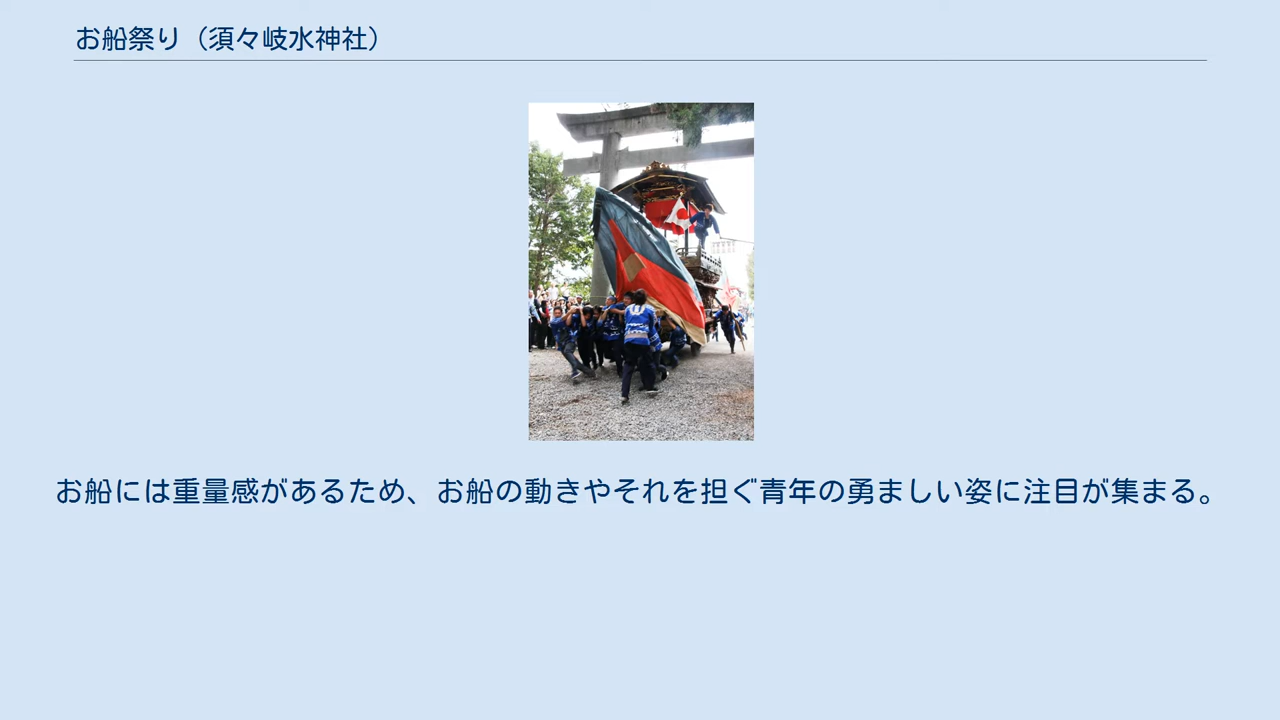 お船祭り（須々岐水神社）
お船には重量感があるため、お船の動きやそれを担ぐ青年の勇ましい姿に注目が集まる。